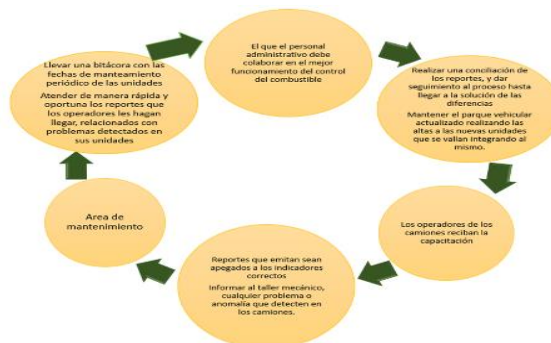 El que el personal
administrativo debe
colaborar en el mejor
funcionamiento del control
del combustible
Realizar una conciliación de
los reportes, y dar
seguimiento al proceso hasta
llegar a la solución de las
diferencias
Mantener el parque vehicular
actualizado realizando las
altas a las nuevas unidades
que se vallan integrando al
mismo.
Los operadores de los
camiones reciban la
capacitación
Reportes que emitan sean
apegados a los indicadores
correctos
Informar al taller mecánico,
cualquier problema o
anomalía que detecten en
los camiones.
Area de
mantenimiento
Llevar una bitácora con las
fechas de manteamiento
periódico de las unidades
Atender de manera rápida y
oportuna los reportes que
los operadores les hagan
llegar, relacionados con
problemas detectados en
sus unidades